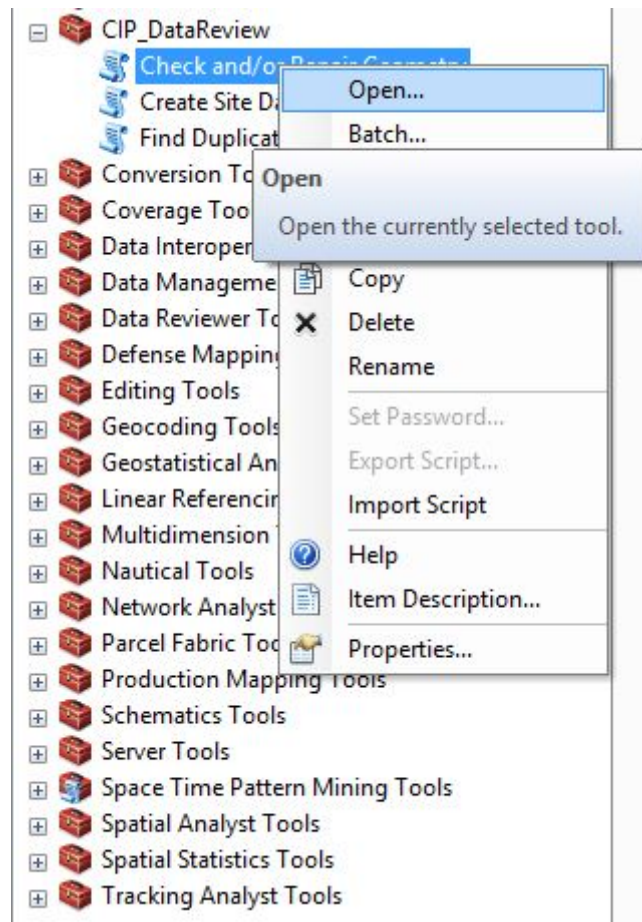 CIP_DataReview
Check and/or Repair Geometry
Open...
Create Site Da
Batch...
Find Duplicat
Open
Open the currently selected tool.
Conversion To
Coverage Too
Data Interoper
Data Manageme
Copy
Data Reviewer To
Delete
Defense Mapping
Rename
Editing Tools
Geocoding Tools
Set Password...
Geostatistical An
Export Script...
Linear Referencin
Import Script
Multidimension
Nautical Tools
Help
Network Analyst
Item Description...
Parcel Fabric Too
Properties...
Production Mapping Tools
Schematics Tools
Server Tools
Space Time Pattern Mining Tools
Spatial Analyst Tools
Spatial Statistics Tools
Tracking Analyst Tools